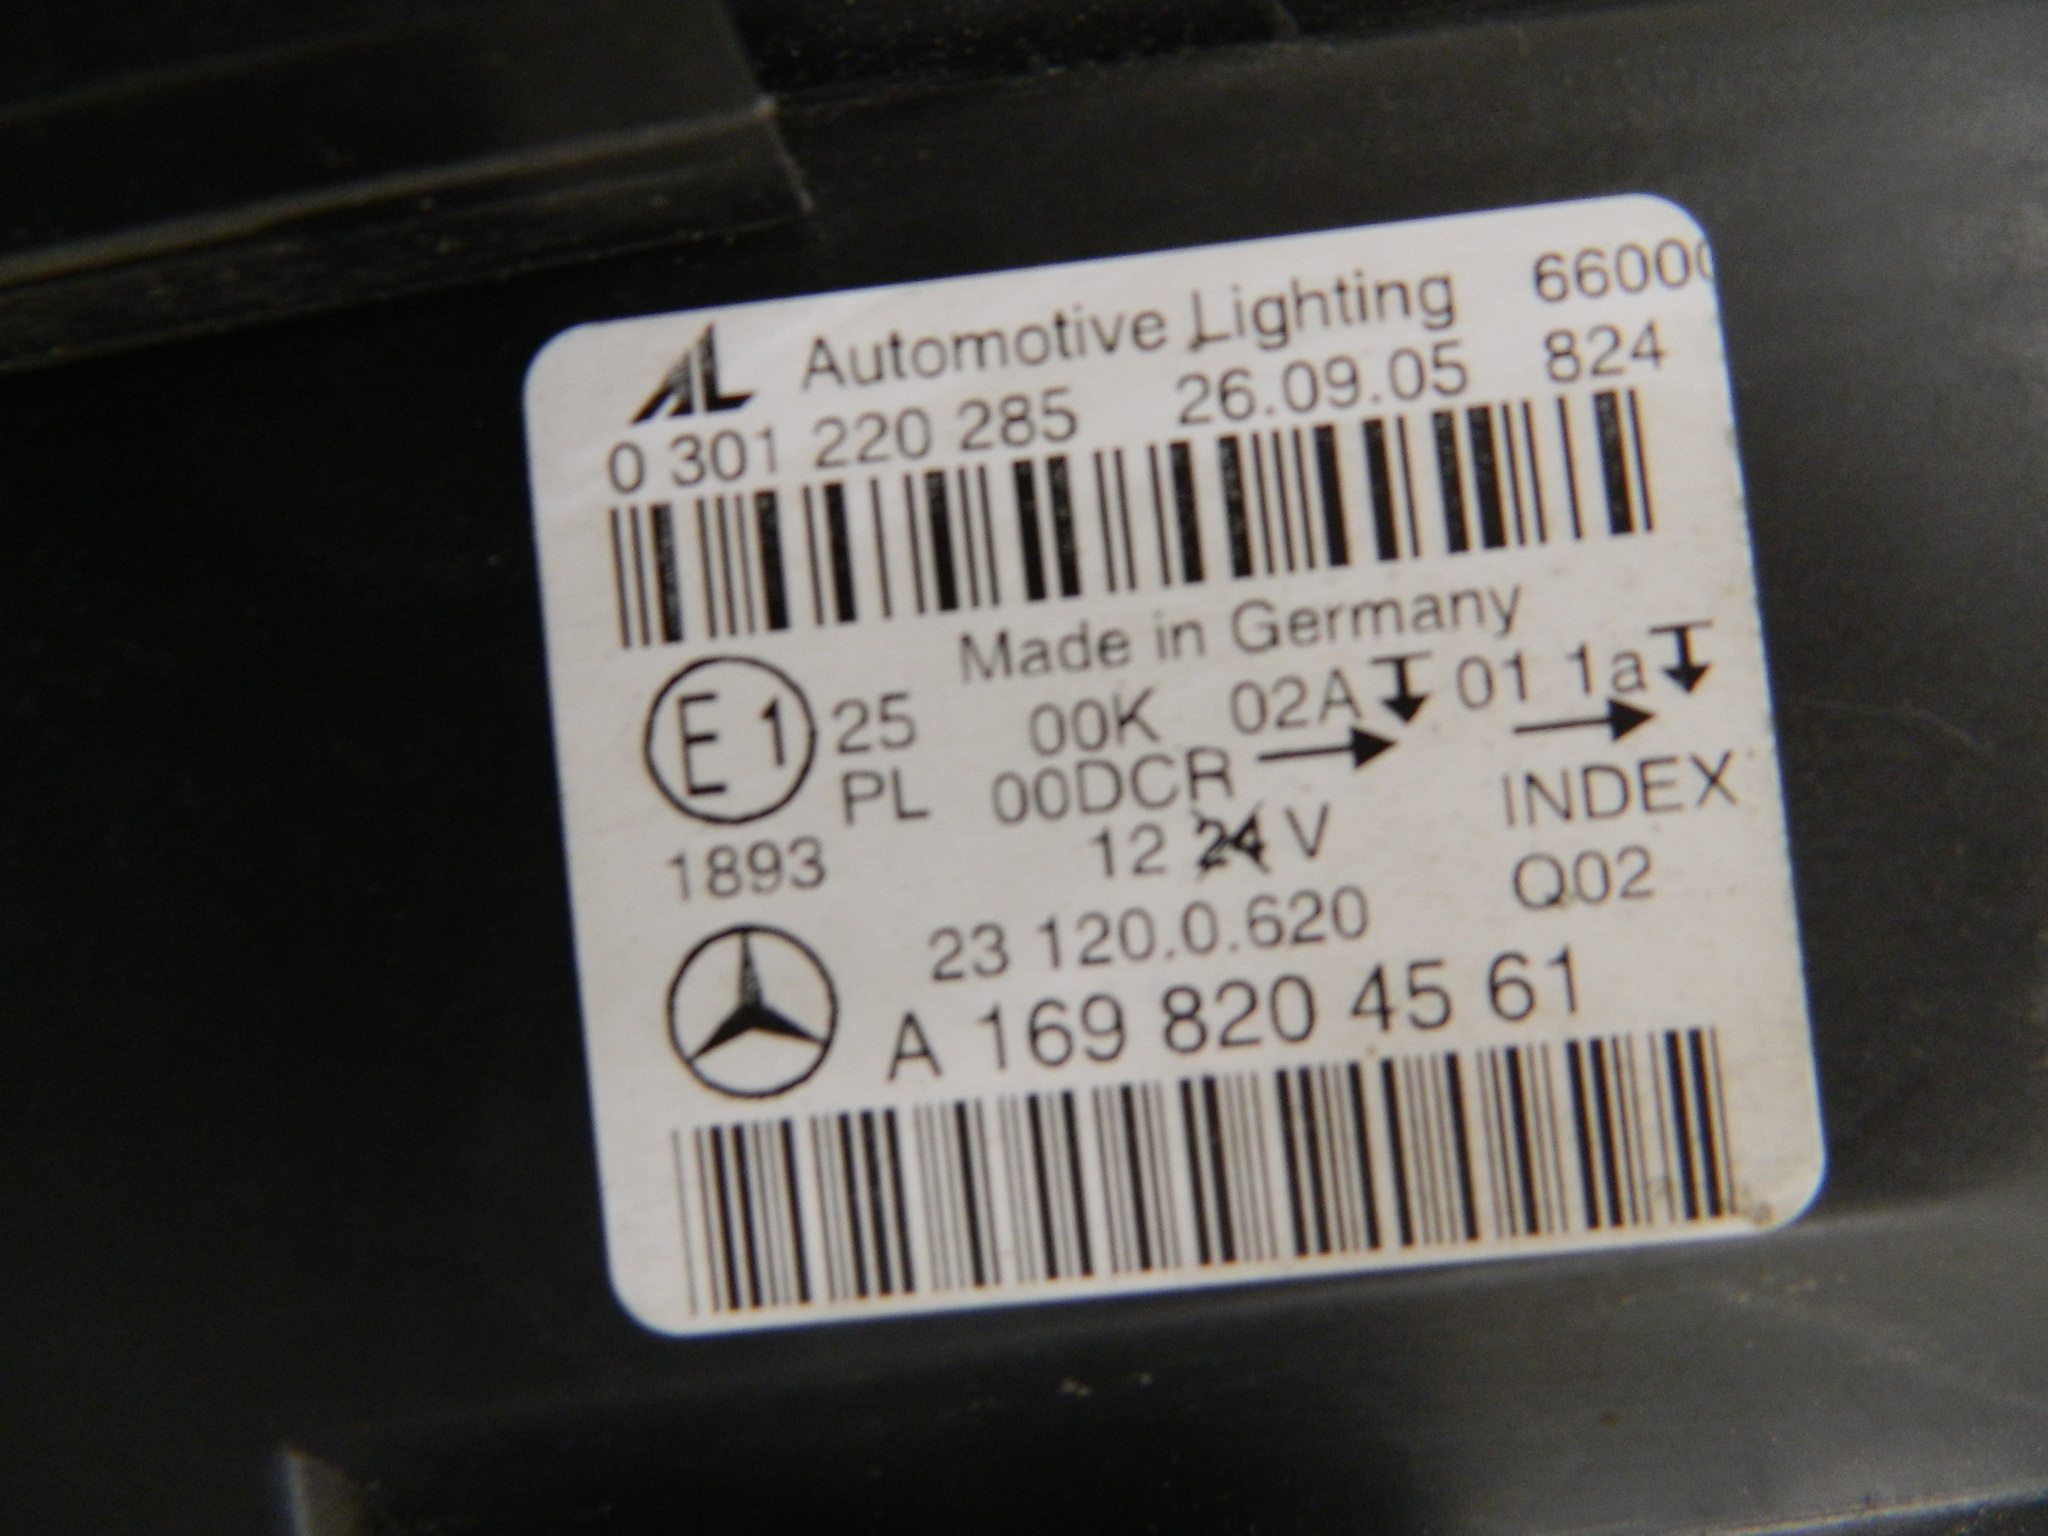 AL Automotive Lighting 66000
0 301 220 285 26.09.05 824
Made in Germany
E1 25 00K 02A 01 1a
PL 00DCR
1893 12 24 V INDEX
23 120.0.620 Q02
A 169 820 45 61